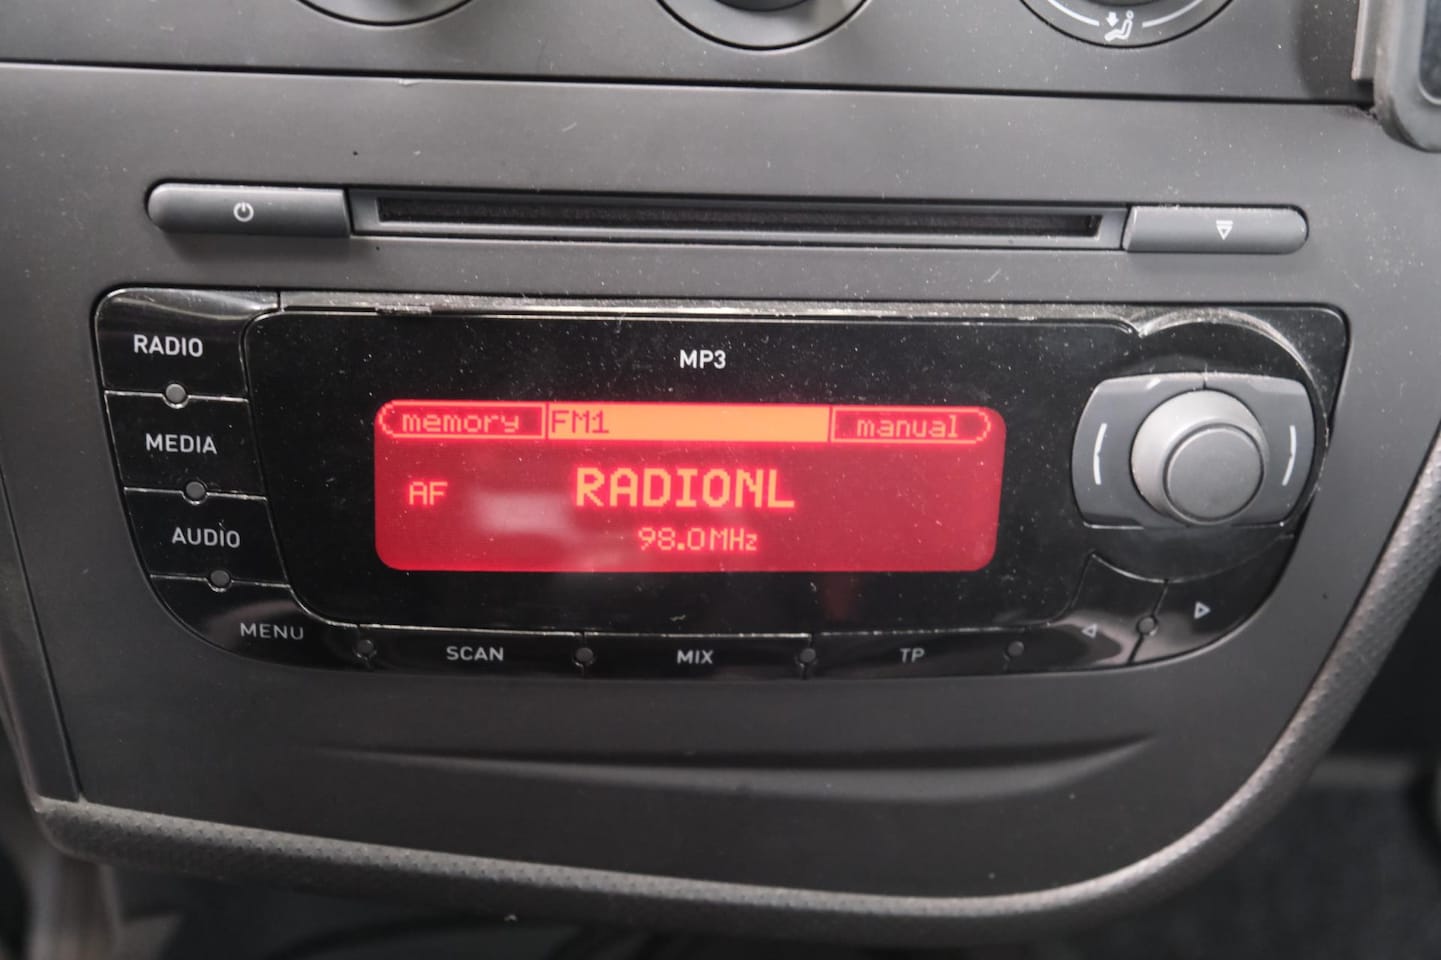 RADIO
MP3
memory FM1 manual
MEDIA
AF RADIONL
98.0MHz
AUDIO
MENU
SCAN MIX TP